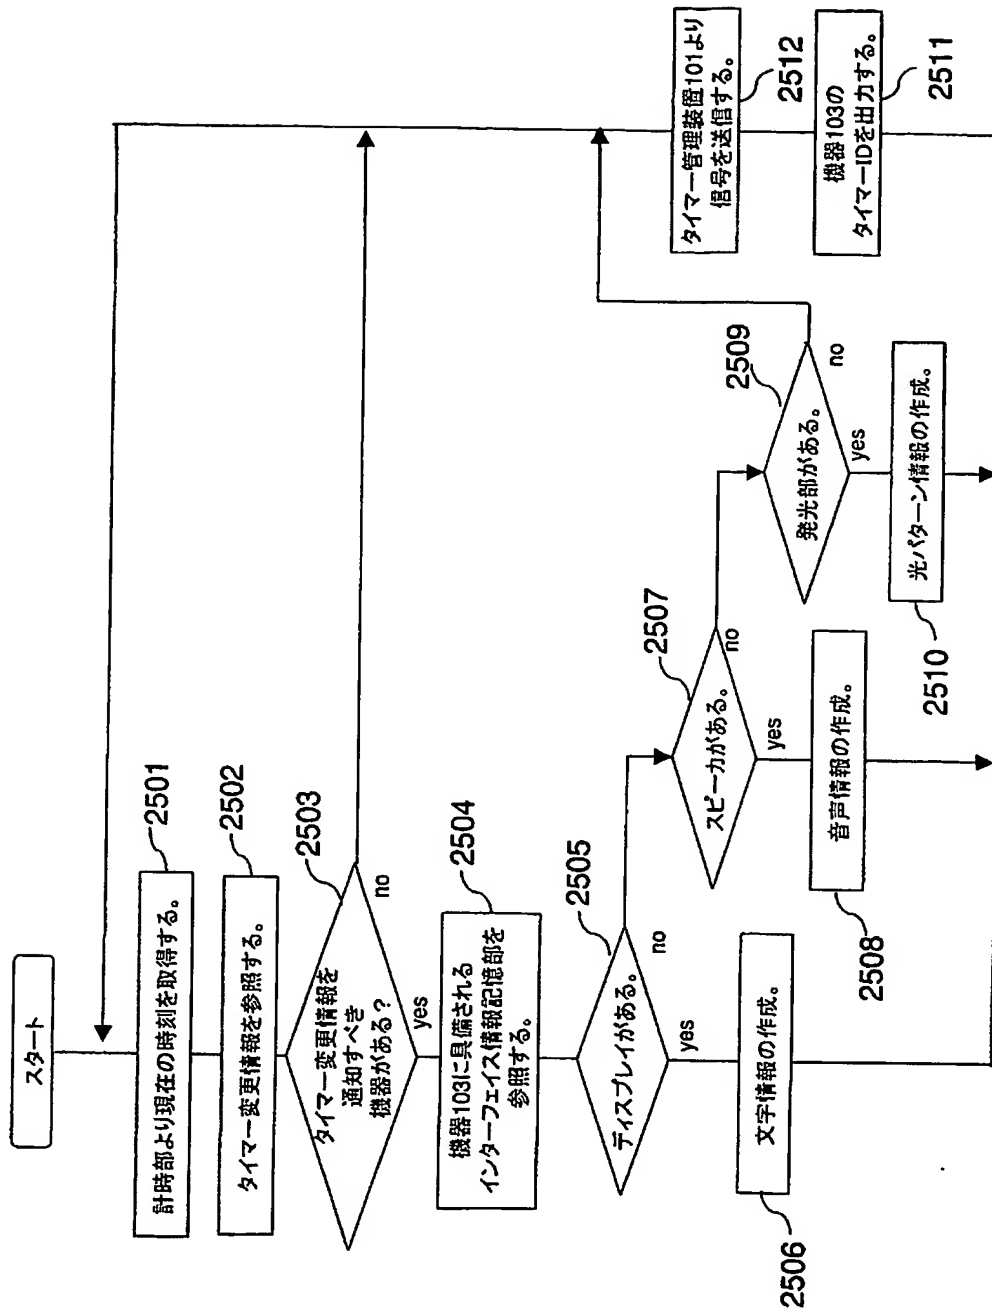 スタート
計時部より現在の時刻を取得する。
2501
タイマー変更情報を参照する。
2502
タイマー変更情報を
通知すべき
機器がある？
2503
no
yes
機器103に具備される
インターフェイス情報記憶部を
参照する。
2504
ディスプレイがある。
2505
no
yes
文字情報の作成。
2506
スピーカがある。
2507
no
yes
音声情報の作成。
2508
発光部がある。
2509
no
yes
光パターン情報の作成。
2510
機器103の
タイマーIDを出力する。
2511
タイマー管理装置101より
信号を送信する。
2512